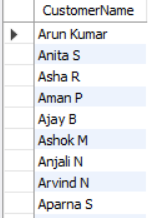 CustomerName
Arun Kumar
Anita S
Asha R
Aman P
Ajay B
Ashok M
Anjali N
Arvind N
Aparna S